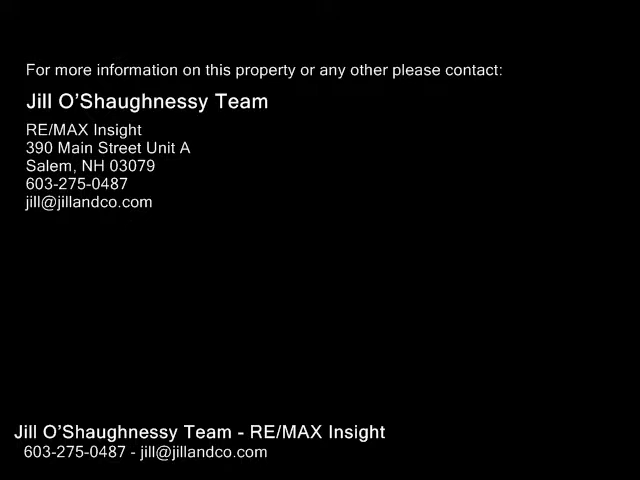 For more information on this property or any other please contact:
Jill O'Shaughnessy Team
RE/MAX Insight
390 Main Street Unit A
Salem, NH 03079
603-275-0487
jill@jillandco.com
Jill O'Shaughnessy Team - RE/MAX Insight
603-275-0487 - jill@jillandco.com